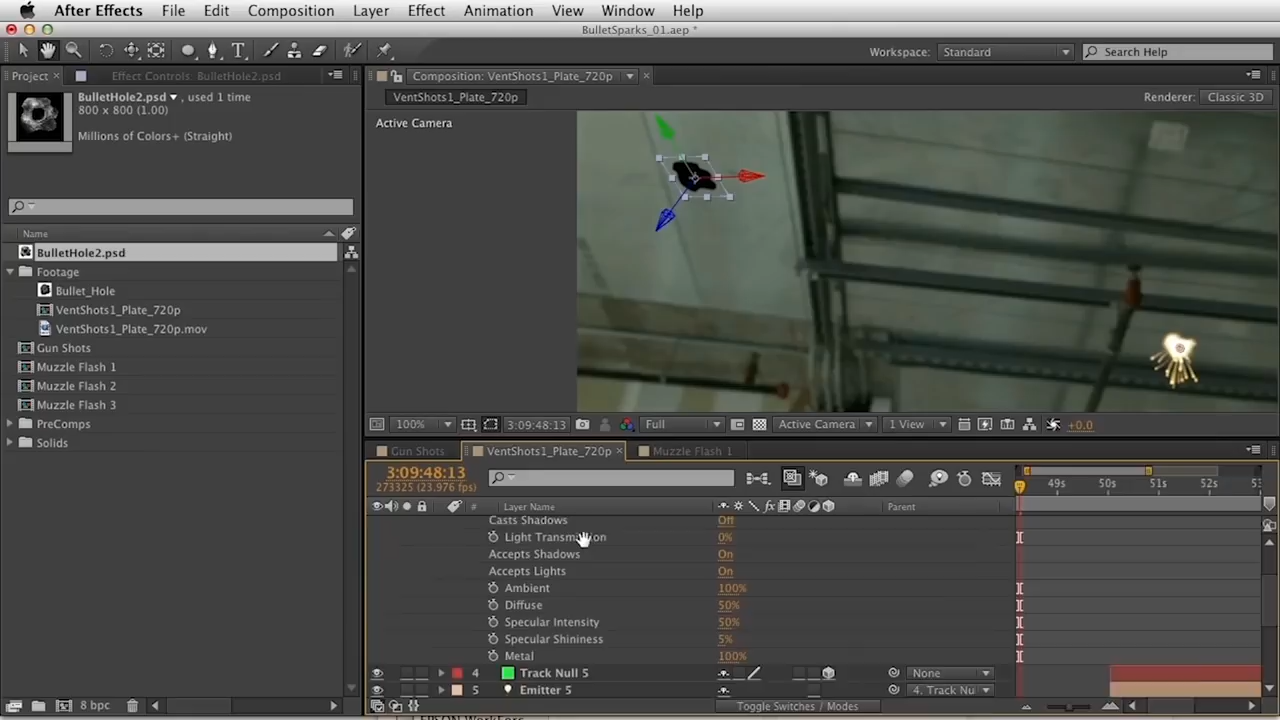 After Effects File Edit Composition Layer Effect Animation View Window Help
BulletSparks_01.aep *
Workspace: Standard Search Help
Project × Effect Controls: BulletHole2.psd Composition: VentShots1_Plate_720p ×
BulletHole2.psd ▾, used 1 time
800 x 800 (1.00)
Millions of Colors+ (Straight)
VentShots1_Plate_720p Renderer: Classic 3D
Active Camera
Name
BulletHole2.psd
Footage
Bullet_Hole
VentShots1_Plate_720p
VentShots1_Plate_720p.mov
Gun Shots
Muzzle Flash 1
Muzzle Flash 2
Muzzle Flash 3
PreComps
Solids
100% 3:09:48:13 Full Active Camera 1 View +0.0
Gun Shots VentShots1_Plate_720p × Muzzle Flash 1
3:09:48:13
273325 (23.976 fps)
49s 50s 51s 52s
# Layer Name Parent
Casts Shadows Off
Light Transmission 0%
Accepts Shadows On
Accepts Lights On
Ambient 100%
Diffuse 50%
Specular Intensity 50%
Specular Shininess 5%
Metal 100%
4 Track Null 5 None
5 Emitter 5 4. Track Nu
8 bpc Toggle Switches / Modes